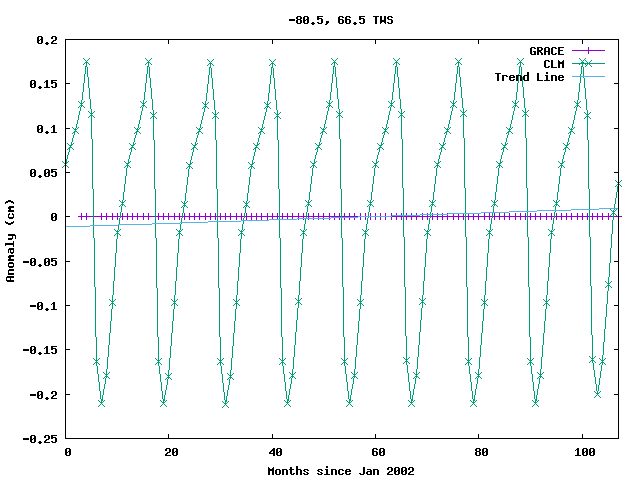 -80.5, 66.5 TWS
GRACE
CLM
Trend Line
0.2
0.15
0.1
0.05
0
-0.05
-0.1
-0.15
-0.2
-0.25
Anomaly (cm)
0 20 40 60 80 100
Months since Jan 2002